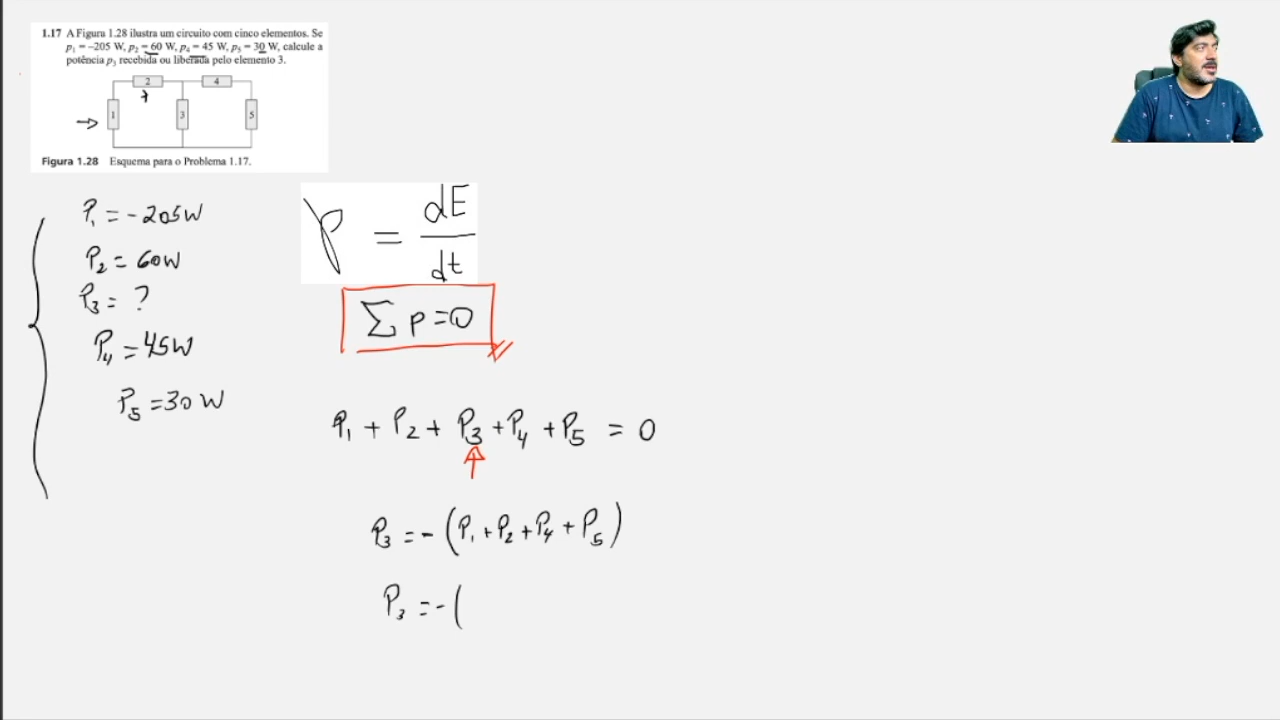 1.17 A Figura 1.28 ilustra um circuito com cinco elementos. Se
p₁ = –205 W, p₂ = 60 W, p₄ = 45 W, p₅ = 30 W, calcule a
potência p₃ recebida ou liberada pelo elemento 3.
2 4
1 3 5
Figura 1.28 Esquema para o Problema 1.17.
P₁ = -205W
P₂ = 60W
P₃ = ?
P₄ = 45W
P₅ = 30W
p = dE/dt
∑ p = 0
P₁ + P₂ + P₃ + P₄ + P₅ = 0
P₃ = - (P₁ + P₂ + P₄ + P₅)
P₃ = - (